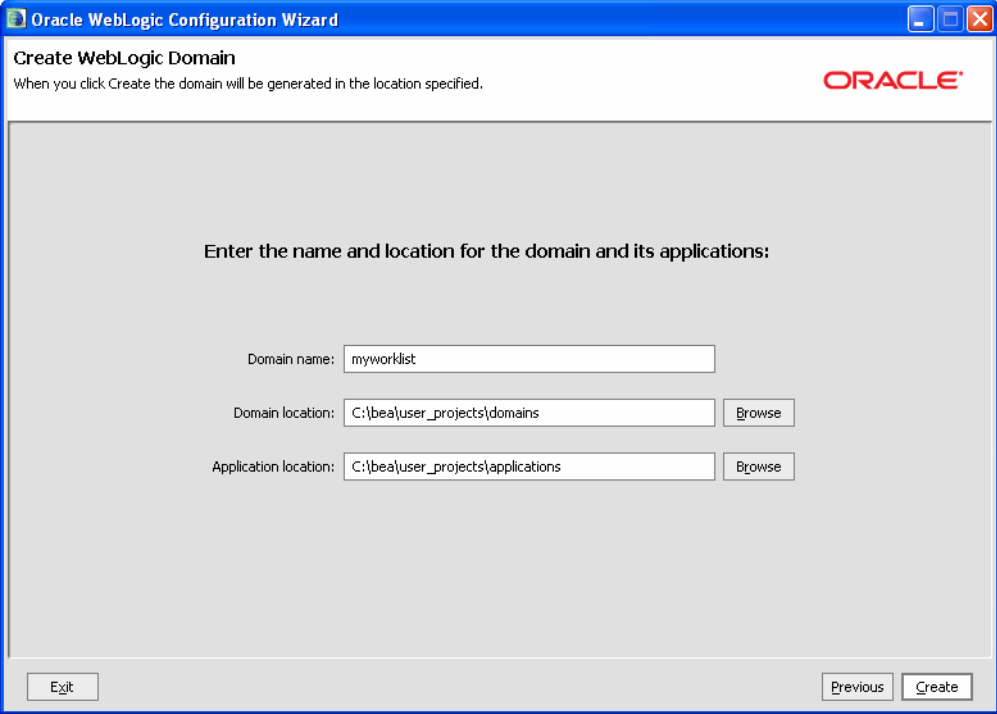 Oracle WebLogic Configuration Wizard
Create WebLogic Domain
When you click Create the domain will be generated in the location specified.
ORACLE
Enter the name and location for the domain and its applications:
Domain name: myworklist
Domain location: C:\bea\user_projects\domains Browse
Application location: C:\bea\user_projects\applications Browse
Exit Previous Create